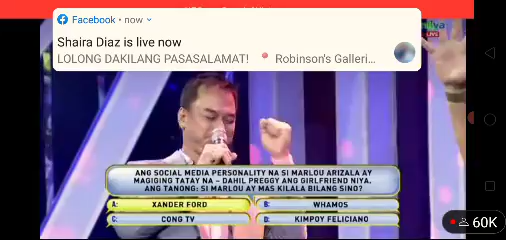 Facebook • now
Shaira Diaz is live now
LOLONG DAKILANG PASASALAMAT! 📍 Robinson's Galleri...
LIVE
ANG SOCIAL MEDIA PERSONALITY NA SI MARLOU ARIZALA AY
MAGIGING TATAY NA – DAHIL PREGGY ANG GIRLFRIEND NIYA.
ANG TANONG: SI MARLOU AY MAS KILALA BILANG SINO?
A: XANDER FORD
B: WHAMOS
C: CONG TV
D: KIMPOY FELICIANO
60K